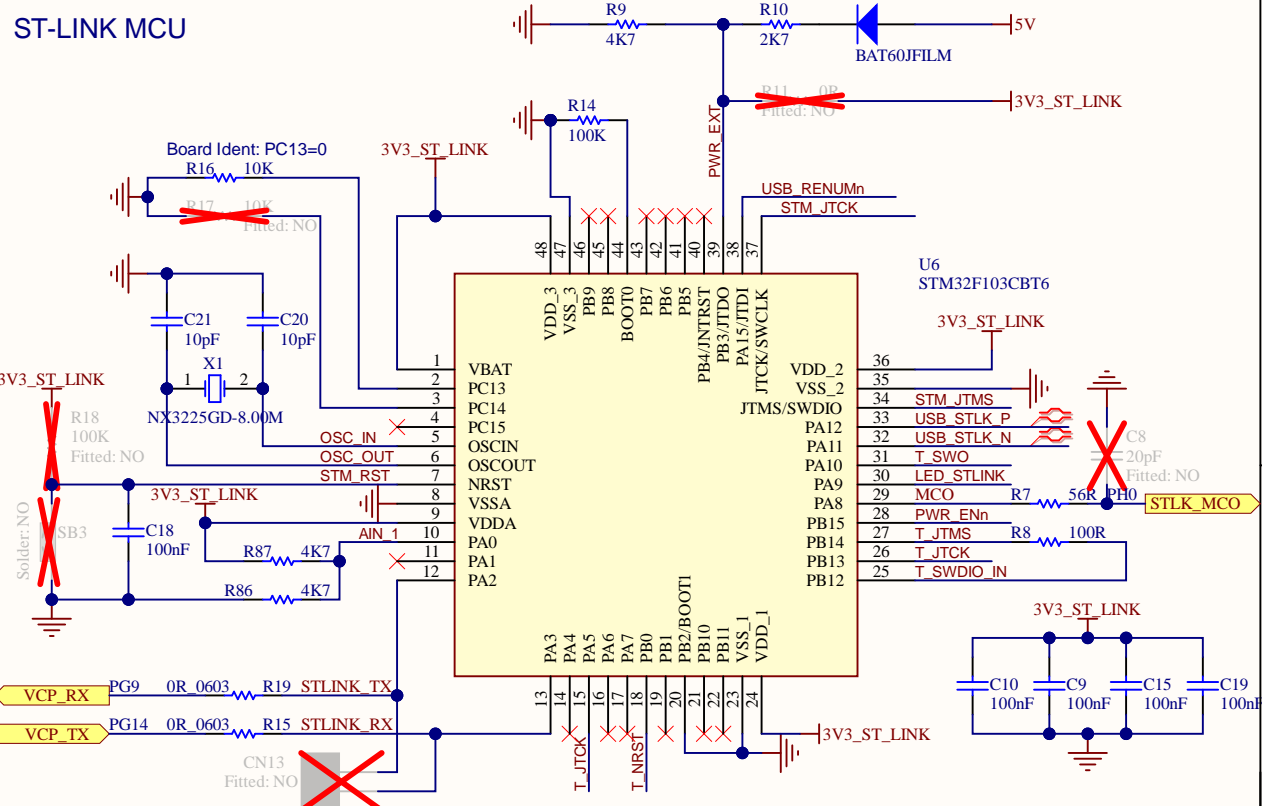 ST-LINK MCU
R9
4K7
R10
2K7
BAT60JFILM
5V
R11 0R
Fitted: NO
3V3_ST_LINK
PWR_EXT
R14
100K
3V3_ST_LINK
Board Ident: PC13=0
R16 10K
R17 10K
Fitted: NO
USB_RENUMn
STM_JTCK
48
47
46
45
44
43
42
41
40
39
38
37
VDD_3
VSS_3
PB9
PB8
BOOT0
PB7
PB6
PB5
PB4/JNTRST
PB3/JTDO
PA15/JTDI
JTCK/SWCLK
U6
STM32F103CBT6
C21
10pF
C20
10pF
X1
1 2
NX3225GD-8.00M
3V3_ST_LINK
R18
100K
Fitted: NO
OSC_IN
OSC_OUT
STM_RST
3V3_ST_LINK
Solder: NO
SB3
C18
100nF
AIN_1
R87 4K7
R86 4K7
1 VBAT
2 PC13
3 PC14
4 PC15
5 OSCIN
6 OSCOUT
7 NRST
8 VSSA
9 VDDA
10 PA0
11 PA1
12 PA2
3V3_ST_LINK
VDD_2 36
VSS_2 35
JTMS/SWDIO 34 STM_JTMS
PA12 33 USB_STLK_P
PA11 32 USB_STLK_N
PA10 31 T_SWO
PA9 30 LED_STLINK
PA8 29 MCO R7 56R PH0 STLK_MCO
PB15 28 PWR_ENn
PB14 27 T_JTMS R8 100R
PB13 26 T_JTCK
PB12 25 T_SWDIO_IN
C8
20pF
Fitted: NO
PA3
PA4
PA5
PA6
PA7
PB0
PB1
PB2/BOOT1
PB10
PB11
VSS_1
VDD_1
13
14
15
16
17
18
19
20
21
22
23
24
T_JTCK
T_NRST
3V3_ST_LINK
3V3_ST_LINK
C10
100nF
C9
100nF
C15
100nF
C19
100nF
VCP_RX PG9 0R_0603 R19 STLINK_TX
VCP_TX PG14 0R_0603 R15 STLINK_RX
CN13
Fitted: NO